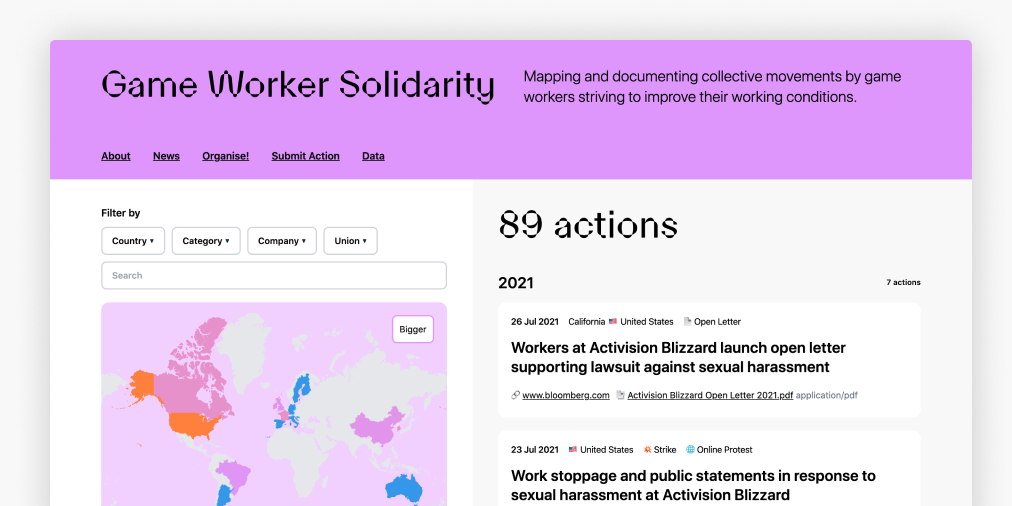 Game Worker Solidarity
Mapping and documenting collective movements by game
workers striving to improve their working conditions.
About News Organise! Submit Action Data
Filter by
Country ▾ Category ▾ Company ▾ Union ▾
Search
Bigger
89 actions
2021 7 actions
26 Jul 2021 California 🇺🇸 United States Open Letter
Workers at Activision Blizzard launch open letter
supporting lawsuit against sexual harassment
www.bloomberg.com Activision Blizzard Open Letter 2021.pdf application/pdf
23 Jul 2021 🇺🇸 United States 💥 Strike 🌐 Online Protest
Work stoppage and public statements in response to
sexual harassment at Activision Blizzard